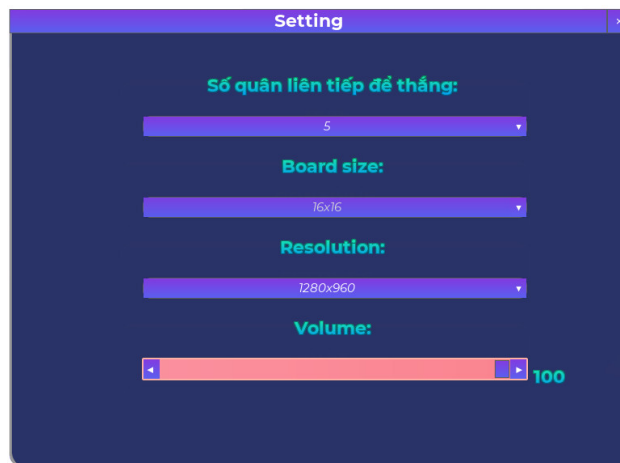 Setting
×
Số quân liên tiếp để thắng:
5
Board size:
16x16
Resolution:
1280x960
Volume:
100